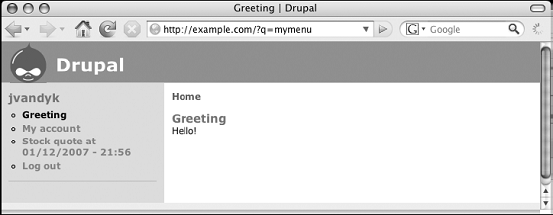 Greeting | Drupal
http://example.com/?q=mymenu
G
Google
Drupal
jvandyk
Greeting
My account
Stock quote at
01/12/2007 - 21:56
Log out
Home
Greeting
Hello!